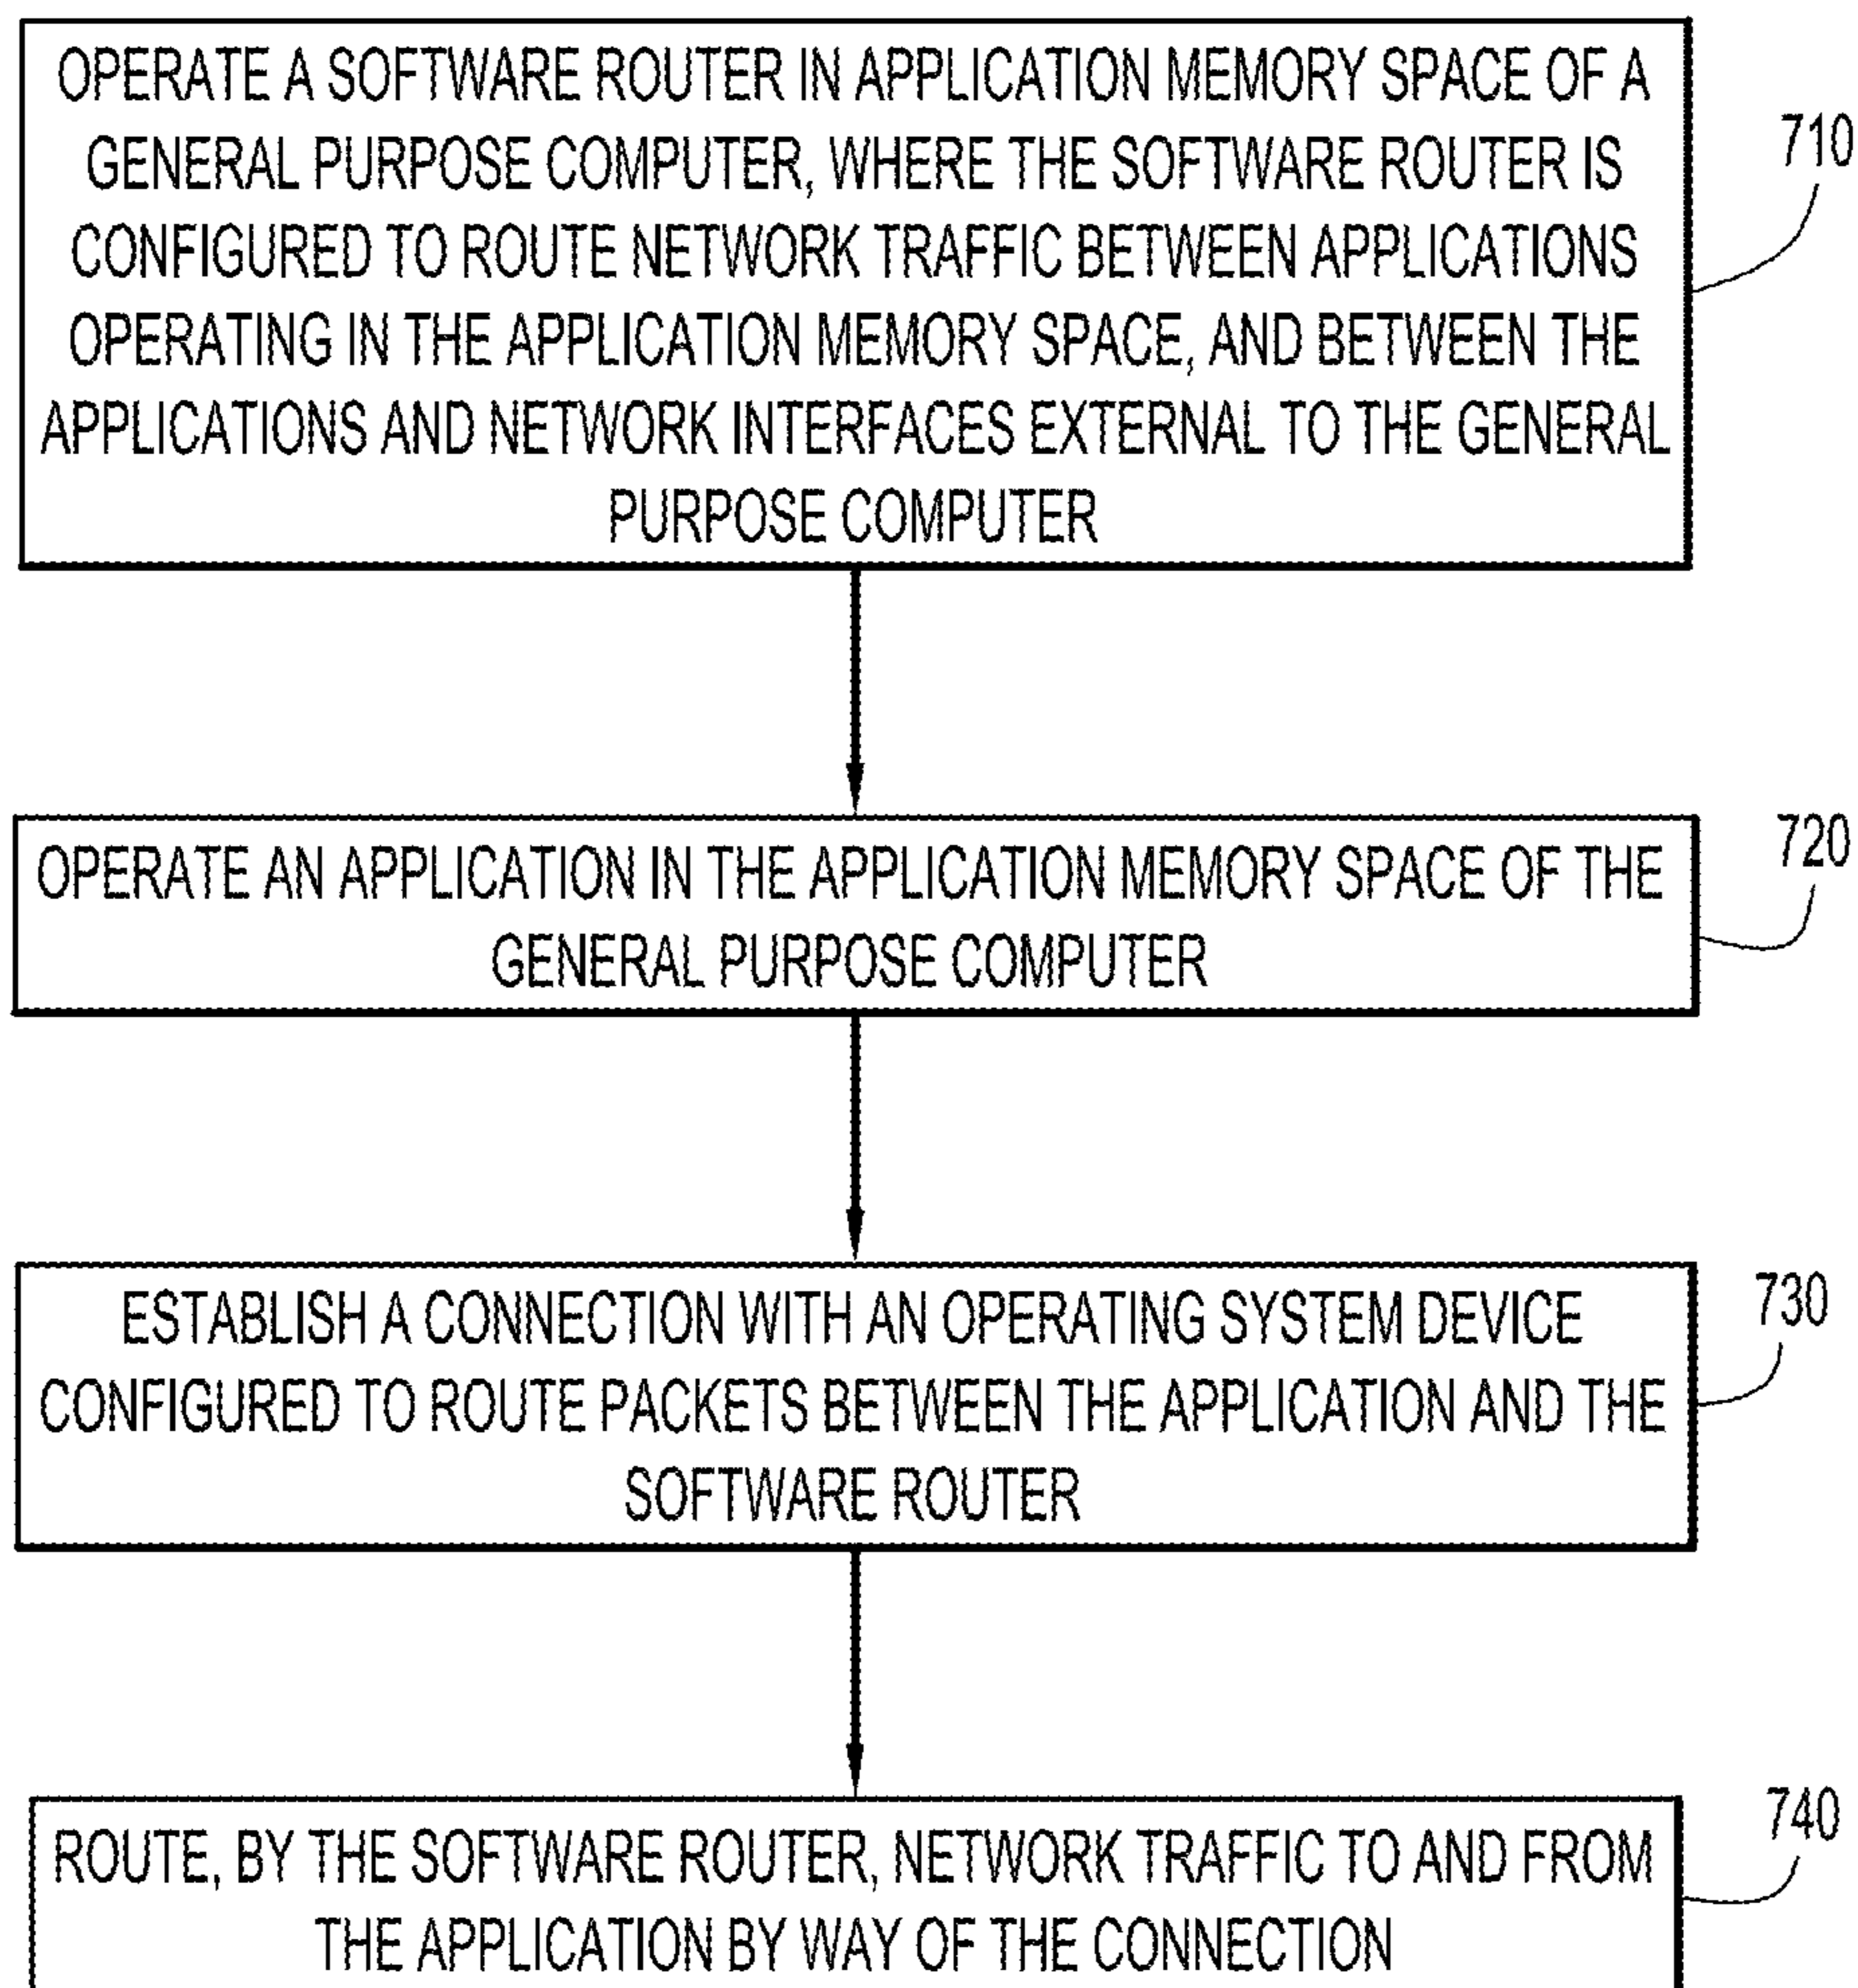 OPERATE A SOFTWARE ROUTER IN APPLICATION MEMORY SPACE OF A
GENERAL PURPOSE COMPUTER, WHERE THE SOFTWARE ROUTER IS
CONFIGURED TO ROUTE NETWORK TRAFFIC BETWEEN APPLICATIONS
OPERATING IN THE APPLICATION MEMORY SPACE, AND BETWEEN THE
APPLICATIONS AND NETWORK INTERFACES EXTERNAL TO THE GENERAL
PURPOSE COMPUTER
710
OPERATE AN APPLICATION IN THE APPLICATION MEMORY SPACE OF THE
GENERAL PURPOSE COMPUTER
720
ESTABLISH A CONNECTION WITH AN OPERATING SYSTEM DEVICE
CONFIGURED TO ROUTE PACKETS BETWEEN THE APPLICATION AND THE
SOFTWARE ROUTER
730
ROUTE, BY THE SOFTWARE ROUTER, NETWORK TRAFFIC TO AND FROM
THE APPLICATION BY WAY OF THE CONNECTION
740